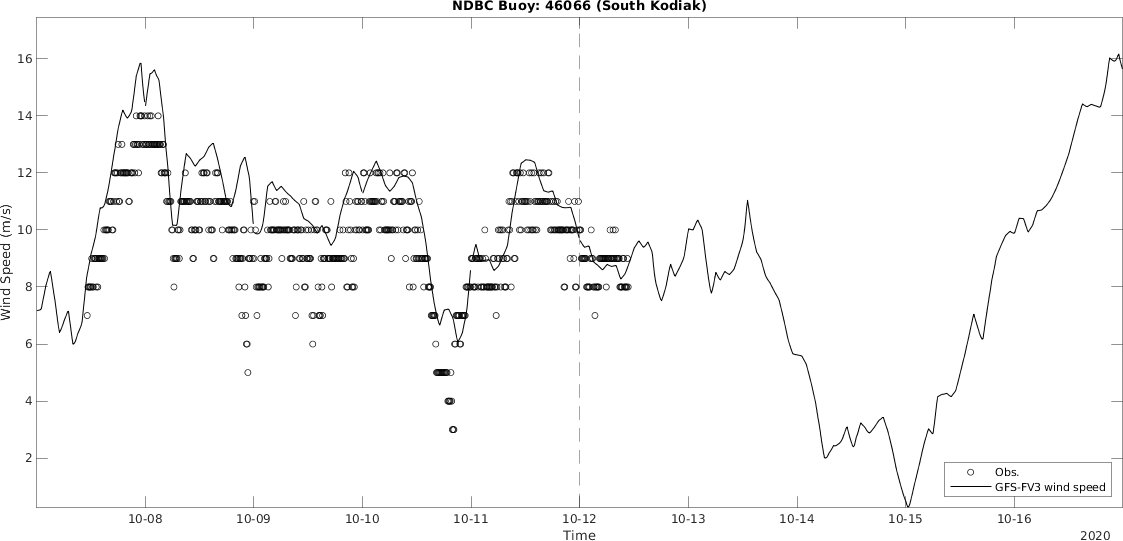 NDBC Buoy: 46066 (South Kodiak)
16
14
12
10
8
6
4
2
Wind Speed (m/s)
Obs.
GFS-FV3 wind speed
10-08 10-09 10-10 10-11 10-12 10-13 10-14 10-15 10-16
Time
2020